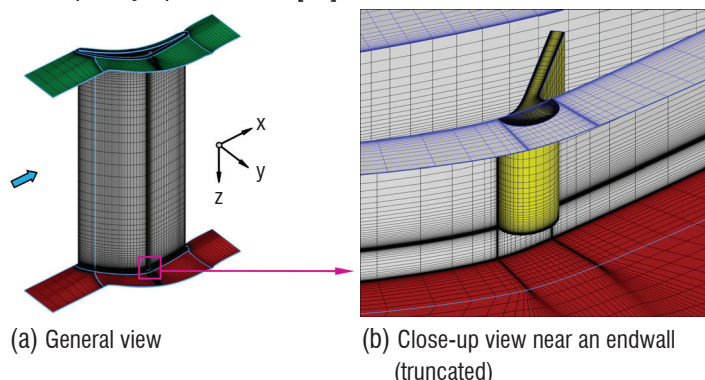 x
y
z
(a) General view
(b) Close-up view near an endwall
(truncated)